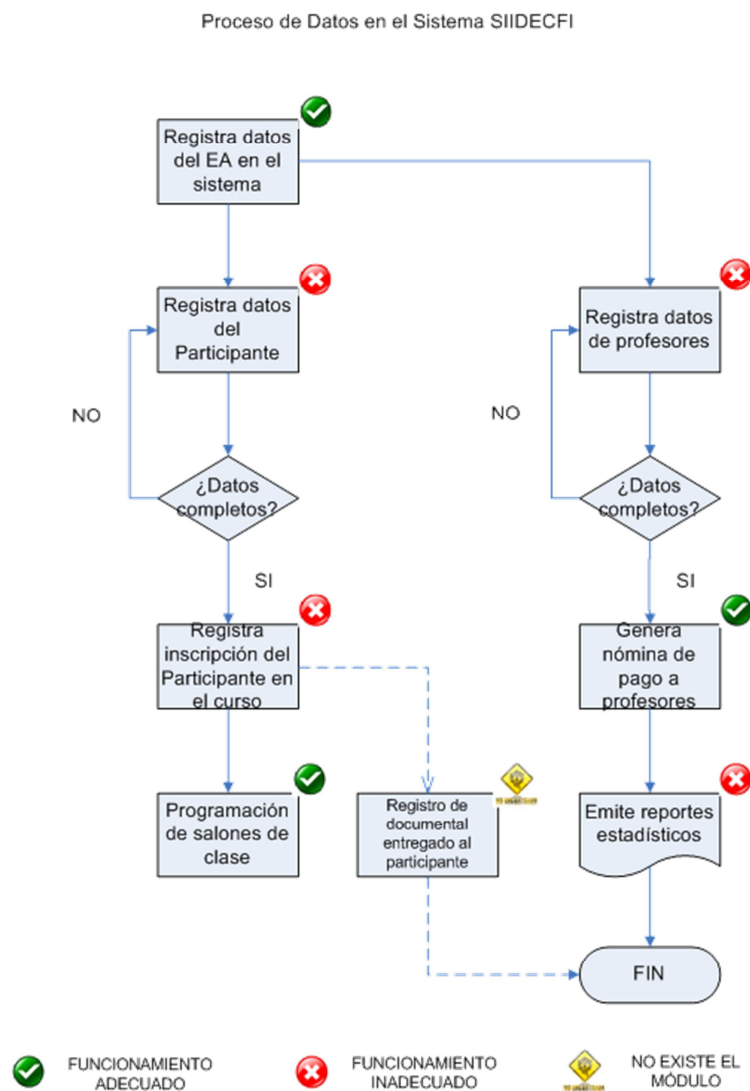 Proceso de Datos en el Sistema SIIDECFI
Registra datos
del EA en el
sistema
Registra datos
del
Participante
Registra datos
de profesores
NO
NO
¿Datos
completos?
¿Datos
completos?
SI
SI
Registra
inscripción del
Participante en
el curso
Genera
nómina de
pago a
profesores
Programación
de salones de
clase
Registro de
documental
entregado al
participante
Emite reportes
estadísticos
FIN
FUNCIONAMIENTO
ADECUADO
FUNCIONAMIENTO
INADECUADO
NO EXISTE EL
MÓDULO